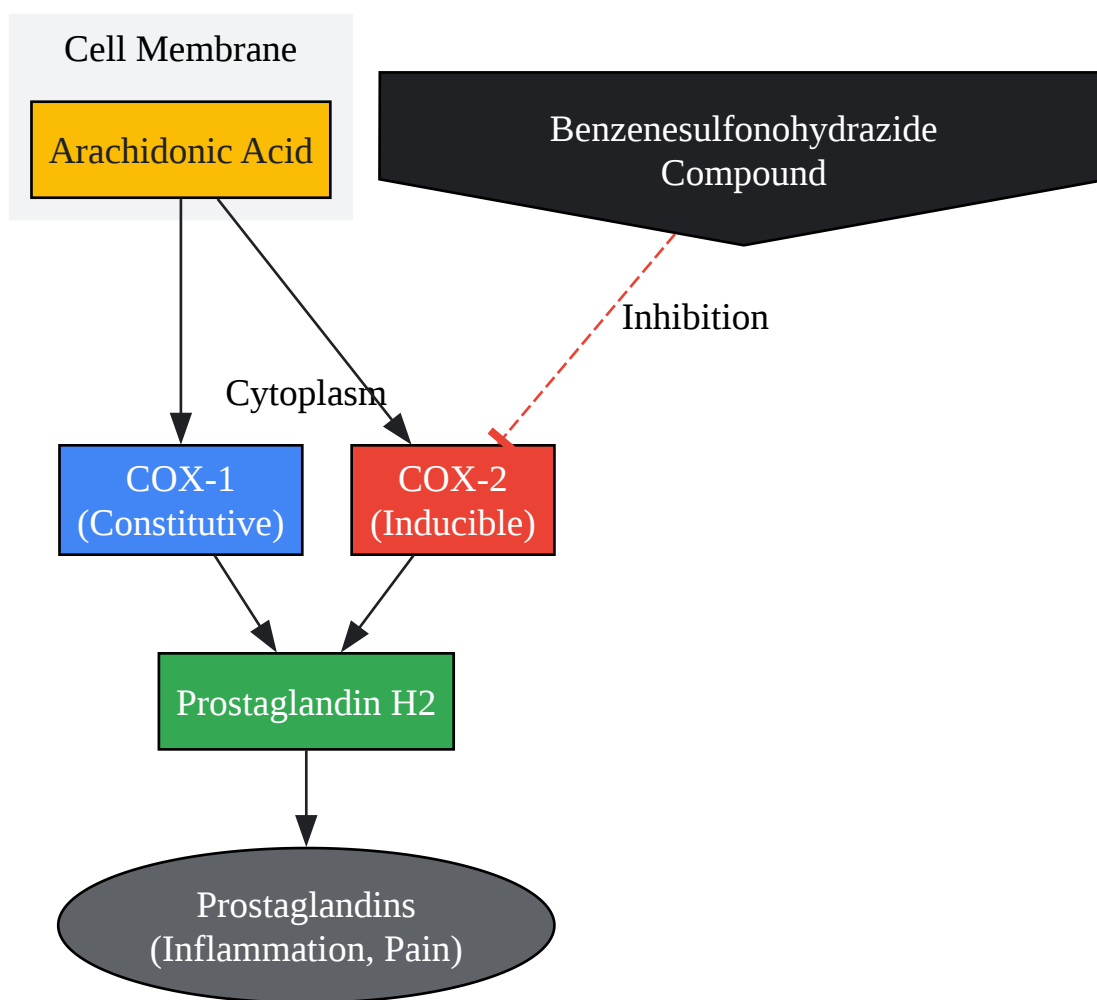 Cell Membrane
Arachidonic Acid
Benzenesulfonohydrazide
Compound
Inhibition
Cytoplasm
COX-1
(Constitutive)
COX-2
(Inducible)
Prostaglandin H2
Prostaglandins
(Inflammation, Pain)